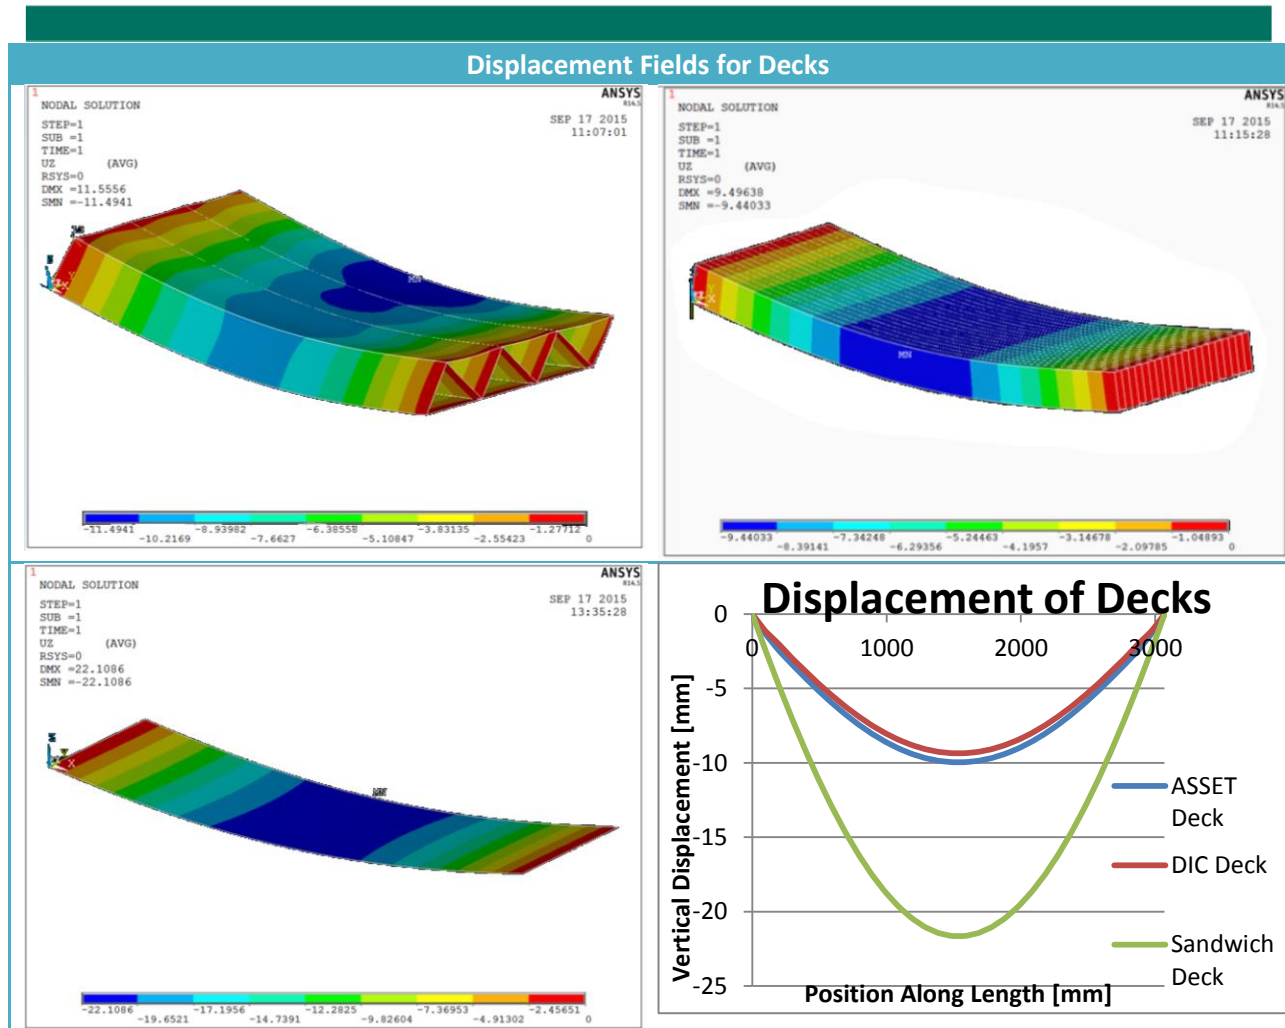 Displacement Fields for Decks
1
NODAL SOLUTION
STEP=1
SUB =1
TIME=1
UZ (AVG)
RSYS=0
DMX =11.5556
SMN =-11.4941
ANSYS
R14.5
SEP 17 2015
11:07:01
MN
X
-11.4941 -8.93982 -6.38558 -3.83135 -1.27712
-10.2169 -7.6627 -5.10847 -2.55423 0
1
NODAL SOLUTION
STEP=1
SUB =1
TIME=1
UZ (AVG)
RSYS=0
DMX =9.49638
SMN =-9.44033
ANSYS
R14.5
SEP 17 2015
11:15:28
MN
X
-9.44033 -7.34248 -5.24463 -3.14678 -1.04893
-8.39141 -6.29356 -4.1957 -2.09785 0
1
NODAL SOLUTION
STEP=1
SUB =1
TIME=1
UZ (AVG)
RSYS=0
DMX =22.1086
SMN =-22.1086
ANSYS
R14.5
SEP 17 2015
13:35:28
X
-22.1086 -17.1956 -12.2825 -7.36953 -2.45651
-19.6521 -14.7391 -9.82604 -4.91302 0
Displacement of Decks
0
0 1000 2000 3000
-5
-10
-15
-20
-25
Vertical Displacement [mm]
Position Along Length [mm]
ASSET
Deck
DIC Deck
Sandwich
Deck